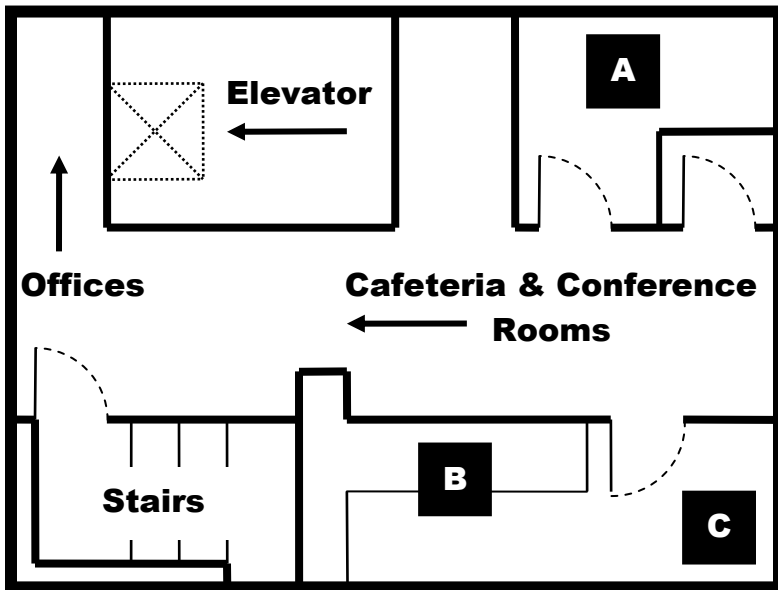 A
Elevator
Offices
Cafeteria & Conference
Rooms
B
Stairs
C